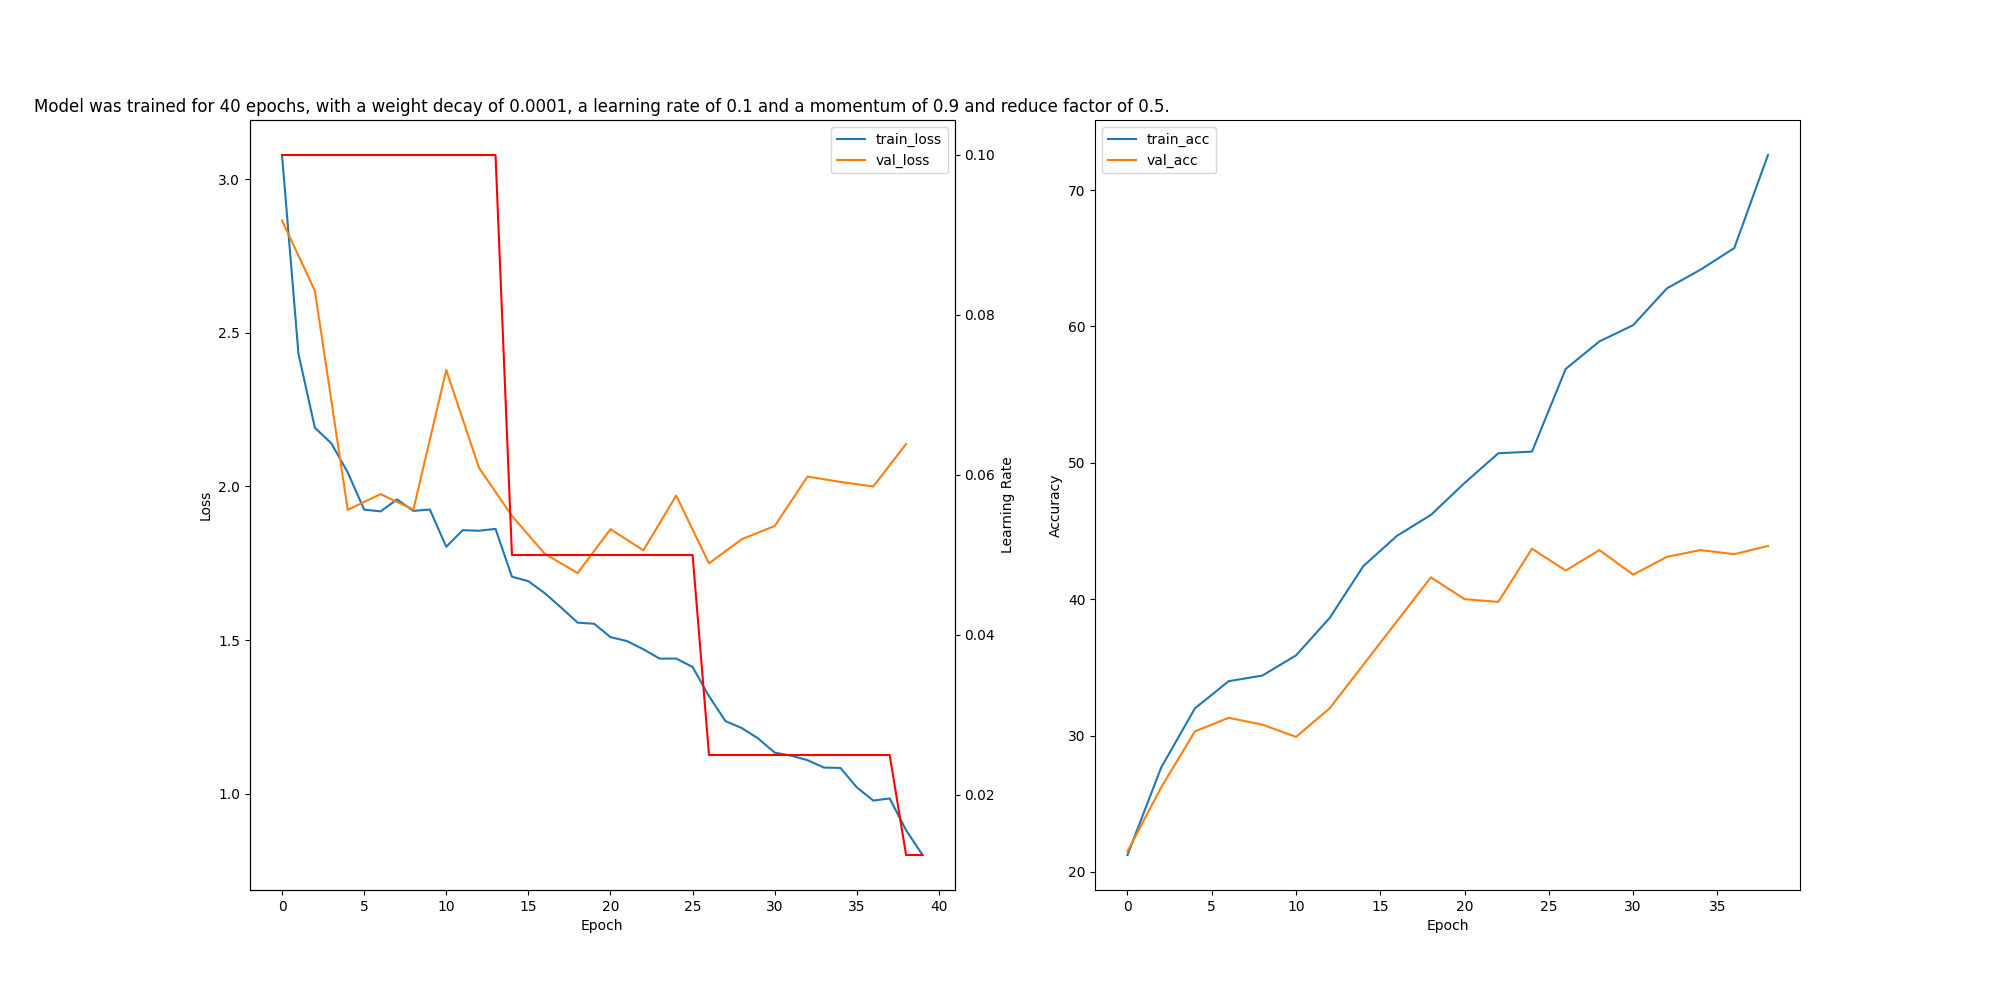 Model was trained for 40 epochs, with a weight decay of 0.0001, a learning rate of 0.1 and a momentum of 0.9 and reduce factor of 0.5.
train_loss
val_loss
3.0
2.5
2.0
1.5
1.0
Loss
0 5 10 15 20 25 30 35 40
Epoch
0.10
0.08
0.06
0.04
0.02
Learning Rate
train_acc
val_acc
70
60
50
40
30
20
Accuracy
0 5 10 15 20 25 30 35
Epoch